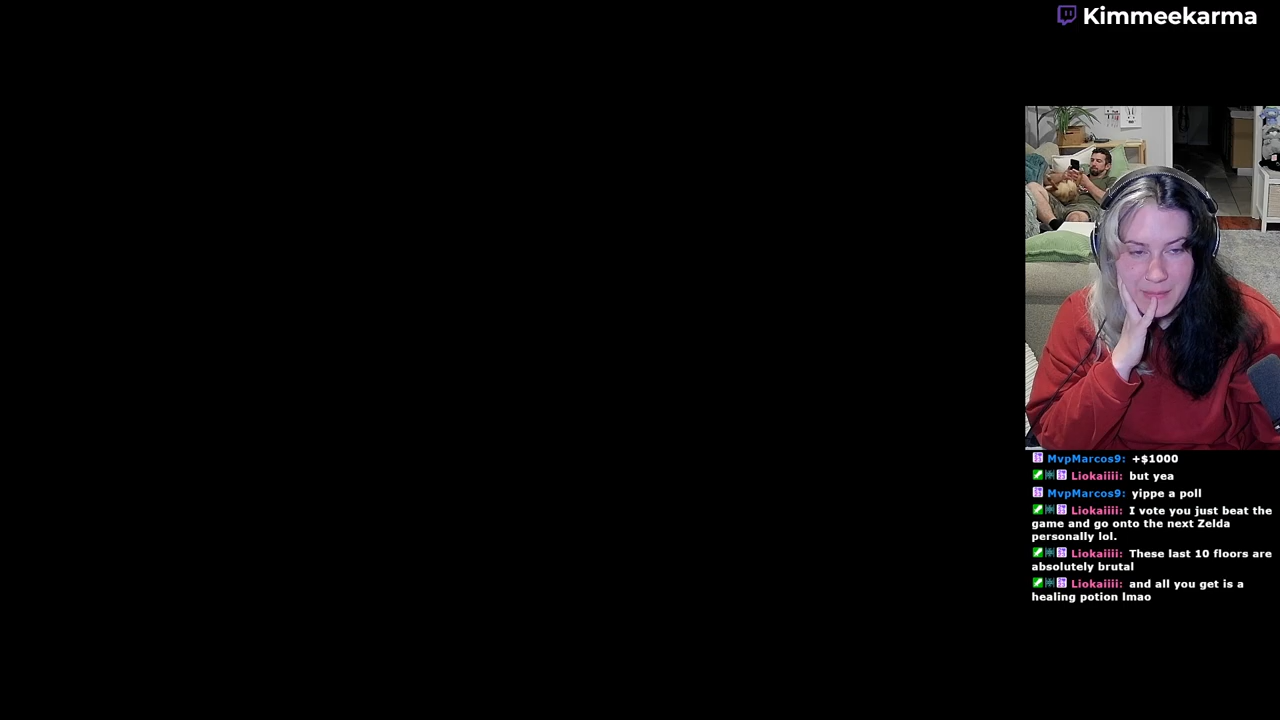 Kimmeekarma
MvpMarcos9: +$1000
Liokaiiii: but yea
MvpMarcos9: yippe a poll
Liokaiiii: I vote you just beat the
game and go onto the next Zelda
personally lol.
Liokaiiii: These last 10 floors are
absolutely brutal
Liokaiiii: and all you get is a
healing potion lmao